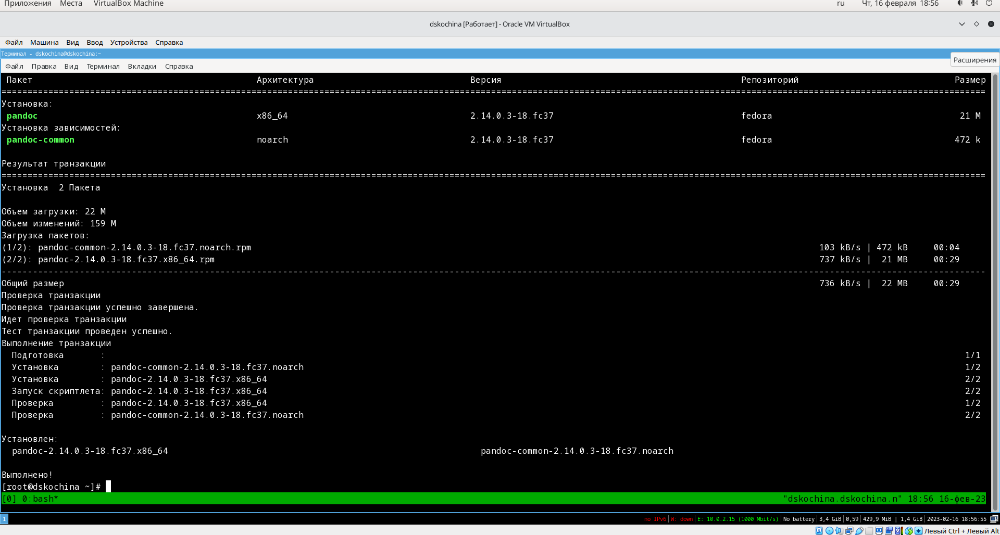 Приложения Места VirtualBox Machine ru Чт, 16 февраля 18:56
dskochina [Работает] - Oracle VM VirtualBox
Файл Машина Вид Ввод Устройства Справка
Терминал - dskochina@dskochina:~
Расширения
Файл Правка Вид Терминал Вкладки Справка
Пакет Архитектура Версия Репозиторий Размер
================================================================================
Установка:
pandoc x86_64 2.14.0.3-18.fc37 fedora 21 M
Установка зависимостей:
pandoc-common noarch 2.14.0.3-18.fc37 fedora 472 k
Результат транзакции
================================================================================
Установка 2 Пакета
Объем загрузки: 22 M
Объем изменений: 159 M
Загрузка пакетов:
(1/2): pandoc-common-2.14.0.3-18.fc37.noarch.rpm 103 kB/s | 472 kB 00:04
(2/2): pandoc-2.14.0.3-18.fc37.x86_64.rpm 737 kB/s | 21 MB 00:29
--------------------------------------------------------------------------------
Общий размер 736 kB/s | 22 MB 00:29
Проверка транзакции
Проверка транзакции успешно завершена.
Идет проверка транзакции
Тест транзакции проведен успешно.
Выполнение транзакции
Подготовка : 1/1
Установка : pandoc-common-2.14.0.3-18.fc37.noarch 1/2
Установка : pandoc-2.14.0.3-18.fc37.x86_64 2/2
Запуск скриптлета: pandoc-2.14.0.3-18.fc37.x86_64 2/2
Проверка : pandoc-2.14.0.3-18.fc37.x86_64 1/2
Проверка : pandoc-common-2.14.0.3-18.fc37.noarch 2/2
Установлен:
pandoc-2.14.0.3-18.fc37.x86_64 pandoc-common-2.14.0.3-18.fc37.noarch
Выполнено!
[root@dskochina ~]#
[0] 0:bash* "dskochina.dskochina.n" 18:56 16-фев-23
1 no IPv6 | W: down | E: 10.0.2.15 (1000 Mbit/s) | No battery | 3,4 GiB | 0,59 | 429,9 MiB | 1,4 GiB | 2023-02-16 18:56:55
Левый Ctrl + Левый Alt